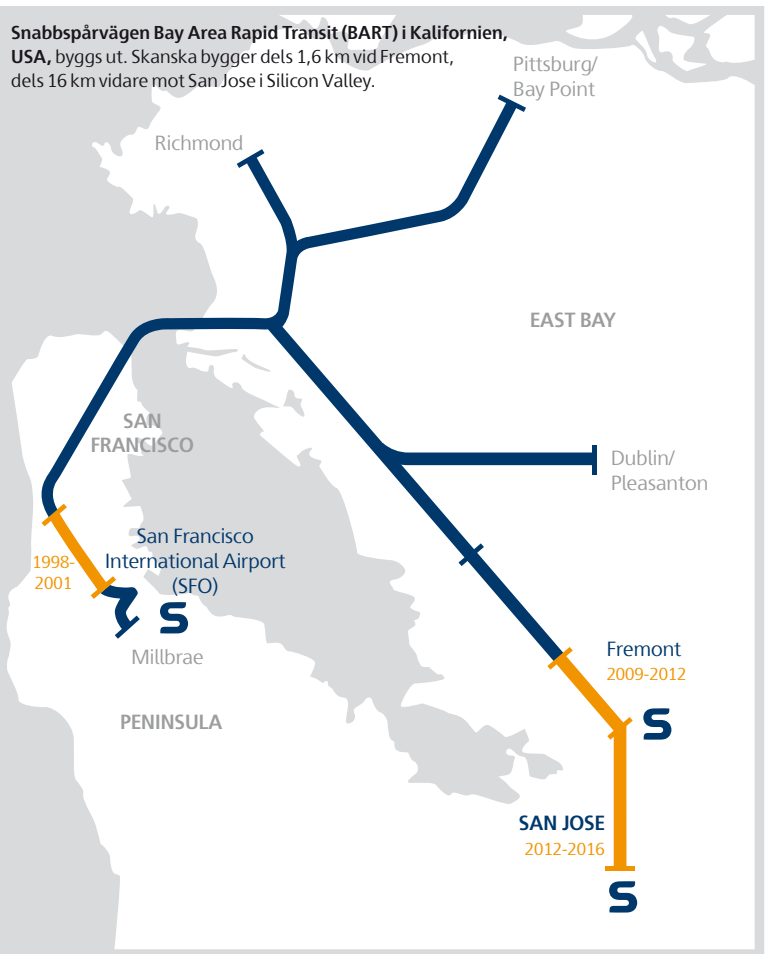 Snabbspårvägen Bay Area Rapid Transit (BART) i Kalifornien,
USA, byggs ut. Skanska bygger dels 1,6 km vid Fremont,
dels 16 km vidare mot San Jose i Silicon Valley.
Pittsburg/
Bay Point
Richmond
EAST BAY
SAN
FRANCISCO
Dublin/
Pleasanton
San Francisco
International Airport
(SFO)
1998-
2001
S
Millbrae
Fremont
2009-2012
S
PENINSULA
SAN JOSE
2012-2016
S